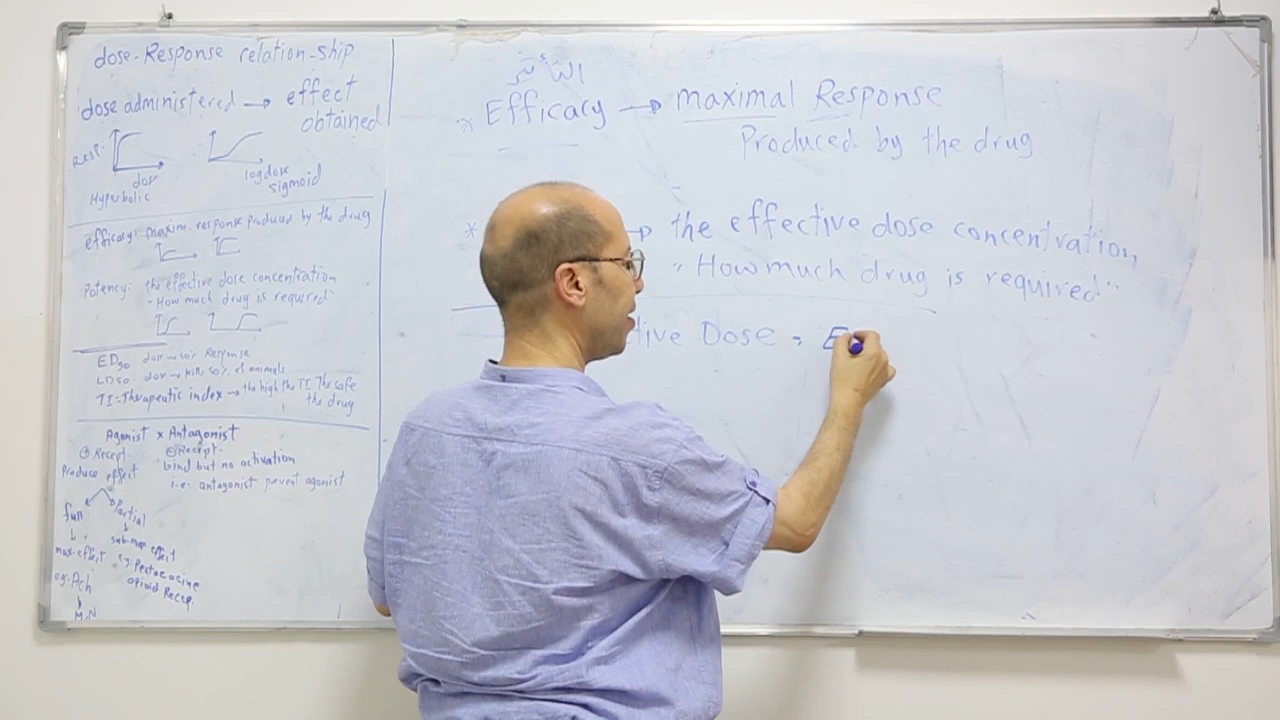 dose-Response relation-ship
dose administered → effect
obtained
Resp.
dose
Hyperbolic
log dose
sigmoid
efficacy: maxim. response produced by the drug
Potency: the effective dose concentration
"How much drug is required"
ED50 dose → 50% Response
LD50 dose → kills 50% of animals
TI = Therapeutic index → the high the TI The safe
the drug
Agonist x Antagonist
⊕ Recept.
⊖ Recept.
Produce effect
bind but no activation
i.e. antagonist prevent agonist
full
partial
max-effect
sub-max effect
e.g. Ach
e.g. Pentazocine
opioid Recep.
M,N
التأثير
* Efficacy → maximal Response
Produced by the drug
* → the effective dose concentration,
"How much drug is required"
tive Dose, E